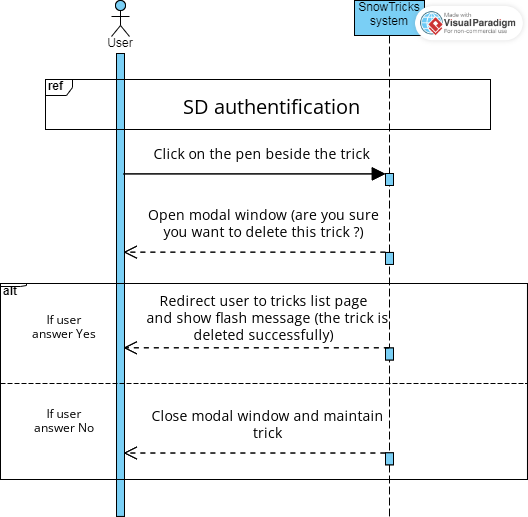 SnowTricks
system
Made with
VisualParadigm
For non-commercial use
User
ref
SD authentification
Click on the pen beside the trick
Open modal window (are you sure
you want to delete this trick ?)
alt
If user
answer Yes
Redirect user to tricks list page
and show flash message (the trick is
deleted successfully)
If user
answer No
Close modal window and maintain
trick